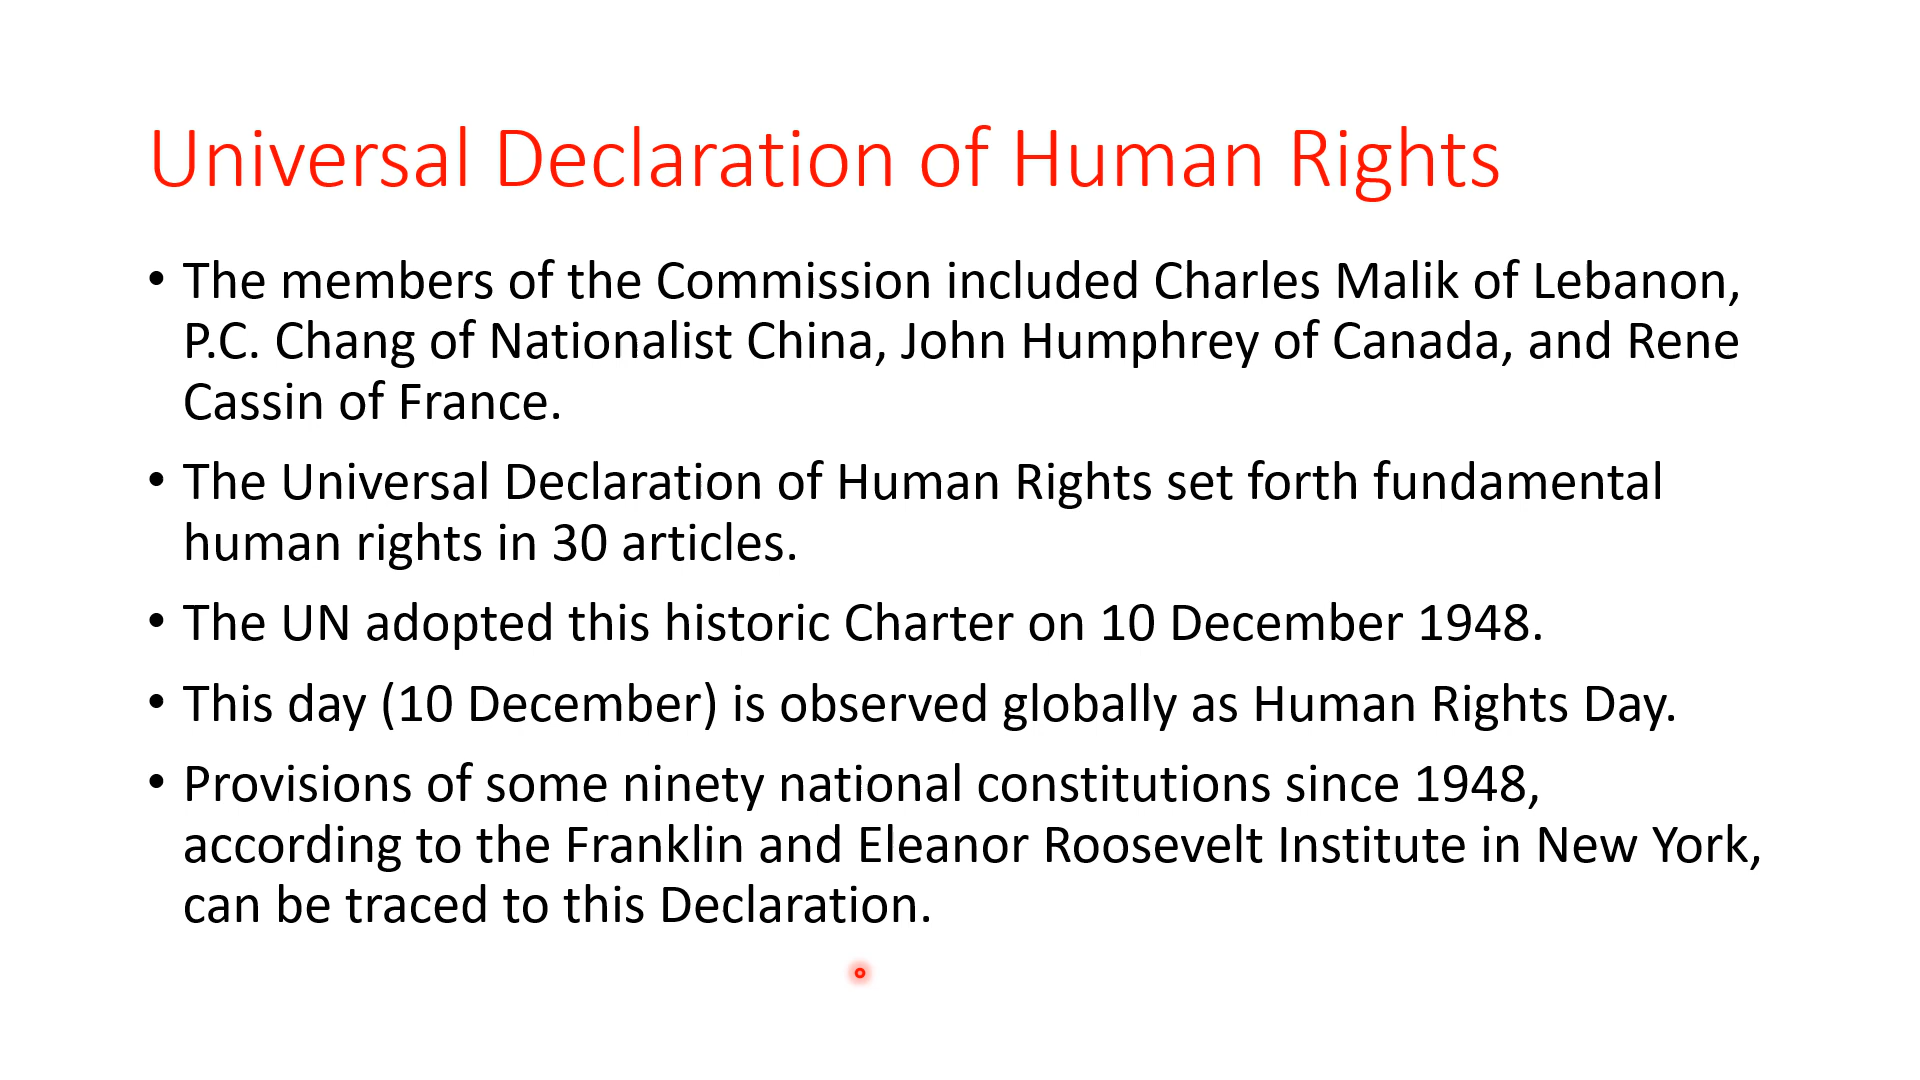 Universal Declaration of Human Rights
• The members of the Commission included Charles Malik of Lebanon,
P.C. Chang of Nationalist China, John Humphrey of Canada, and Rene
Cassin of France.
• The Universal Declaration of Human Rights set forth fundamental
human rights in 30 articles.
• The UN adopted this historic Charter on 10 December 1948.
• This day (10 December) is observed globally as Human Rights Day.
• Provisions of some ninety national constitutions since 1948,
according to the Franklin and Eleanor Roosevelt Institute in New York,
can be traced to this Declaration.